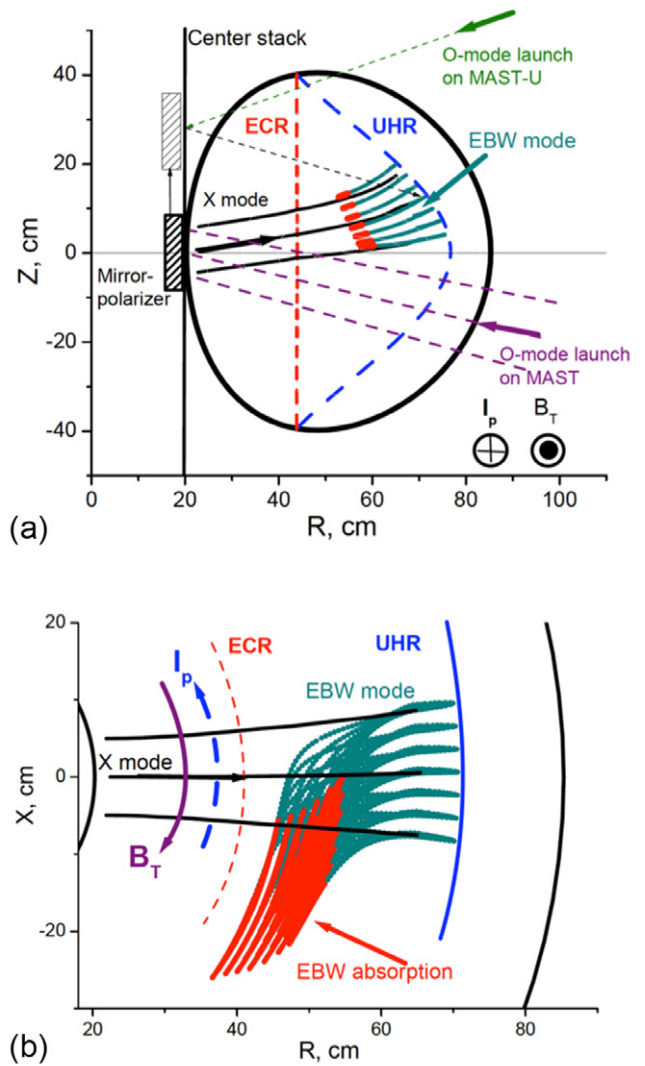 Center stack
O-mode launch
on MAST-U
40
ECR
UHR
EBW mode
20
X mode
Z, cm
0
Mirror-
polarizer
O-mode launch
on MAST
-20
Ip
BT
-40
0 20 40 60 80 100
(a)
R, cm
20
ECR
UHR
Ip
EBW mode
X mode
X, cm
0
BT
-20
EBW absorption
20 40 60 80
(b)
R, cm